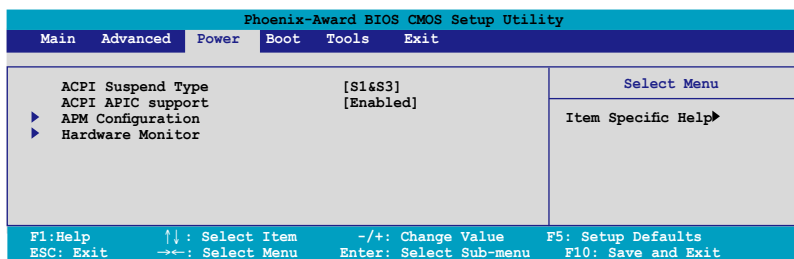 Phoenix-Award BIOS CMOS Setup Utility
Main Advanced Power Boot Tools Exit
ACPI Suspend Type [S1&S3]
ACPI APIC support [Enabled]
APM Configuration
Hardware Monitor
Select Menu
Item Specific Help
F1:Help ↑↓: Select Item -/+: Change Value F5: Setup Defaults
ESC: Exit →←: Select Menu Enter: Select Sub-menu F10: Save and Exit